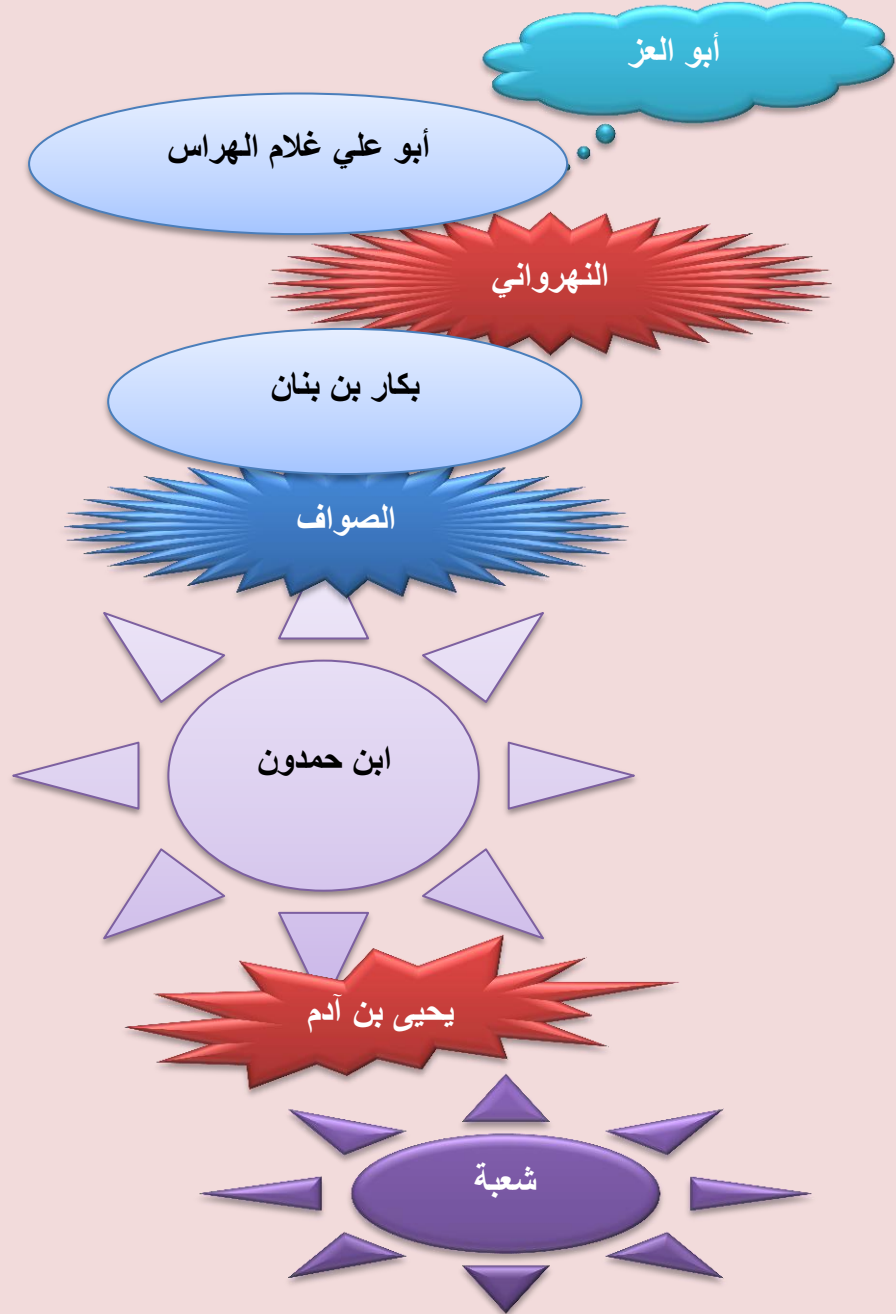 أبو العز
أبو علي غلام الهراس
النهرواني
بكار بن بنان
الصواف
ابن حمدون
يحيى بن آدم
شعبة